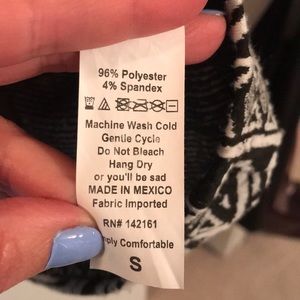 96% Polyester
4% Spandex
Machine Wash Cold
Gentle Cycle
Do Not Bleach
Hang Dry
or you'll be sad
MADE IN MEXICO
Fabric Imported
RN# 142161
mply Comfortable
S